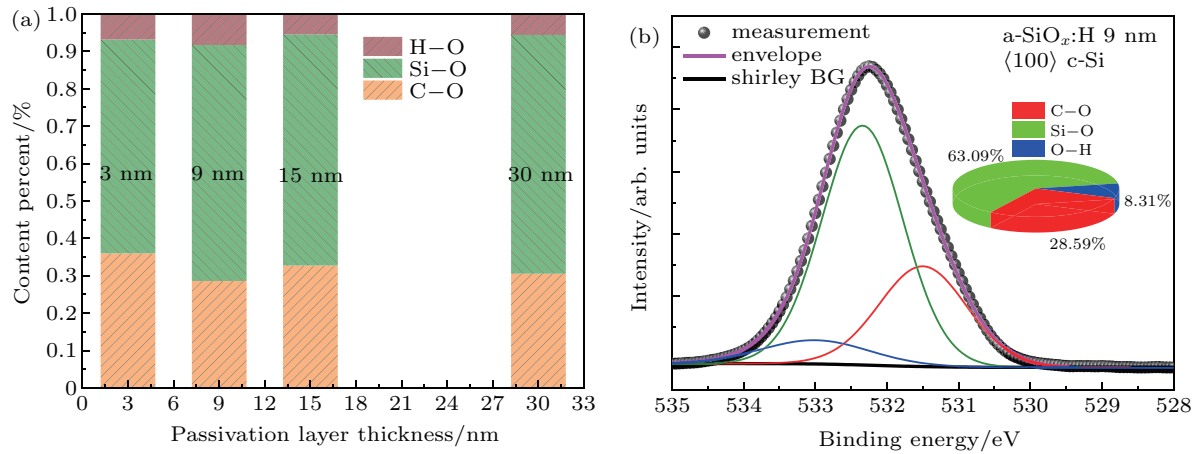 (a)
Content percent/%
1.0
0.9
0.8
0.7
0.6
0.5
0.4
0.3
0.2
0.1
0
H−O
Si−O
C−O
3 nm
9 nm
15 nm
30 nm
0 3 6 9 12 15 18 21 24 27 30 33
Passivation layer thickness/nm
(b)
measurement
envelope
shirley BG
a-SiOₓ:H 9 nm
⟨100⟩ c-Si
C−O
Si−O
O−H
63.09%
8.31%
28.59%
Intensity/arb. units
535 534 533 532 531 530 529 528
Binding energy/eV